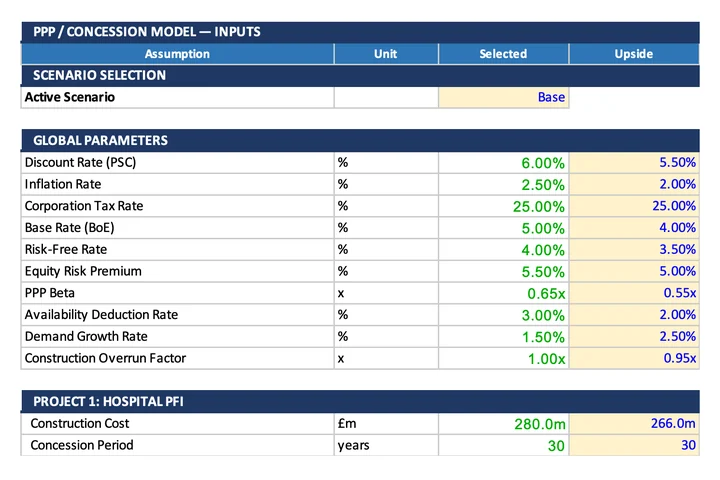 PPP / CONCESSION MODEL — INPUTS
Assumption Unit Selected Upside
SCENARIO SELECTION
Active Scenario Base
GLOBAL PARAMETERS
Discount Rate (PSC) % 6.00% 5.50%
Inflation Rate % 2.50% 2.00%
Corporation Tax Rate % 25.00% 25.00%
Base Rate (BoE) % 5.00% 4.00%
Risk-Free Rate % 4.00% 3.50%
Equity Risk Premium % 5.50% 5.00%
PPP Beta x 0.65x 0.55x
Availability Deduction Rate % 3.00% 2.00%
Demand Growth Rate % 1.50% 2.50%
Construction Overrun Factor x 1.00x 0.95x
PROJECT 1: HOSPITAL PFI
Construction Cost £m 280.0m 266.0m
Concession Period years 30 30